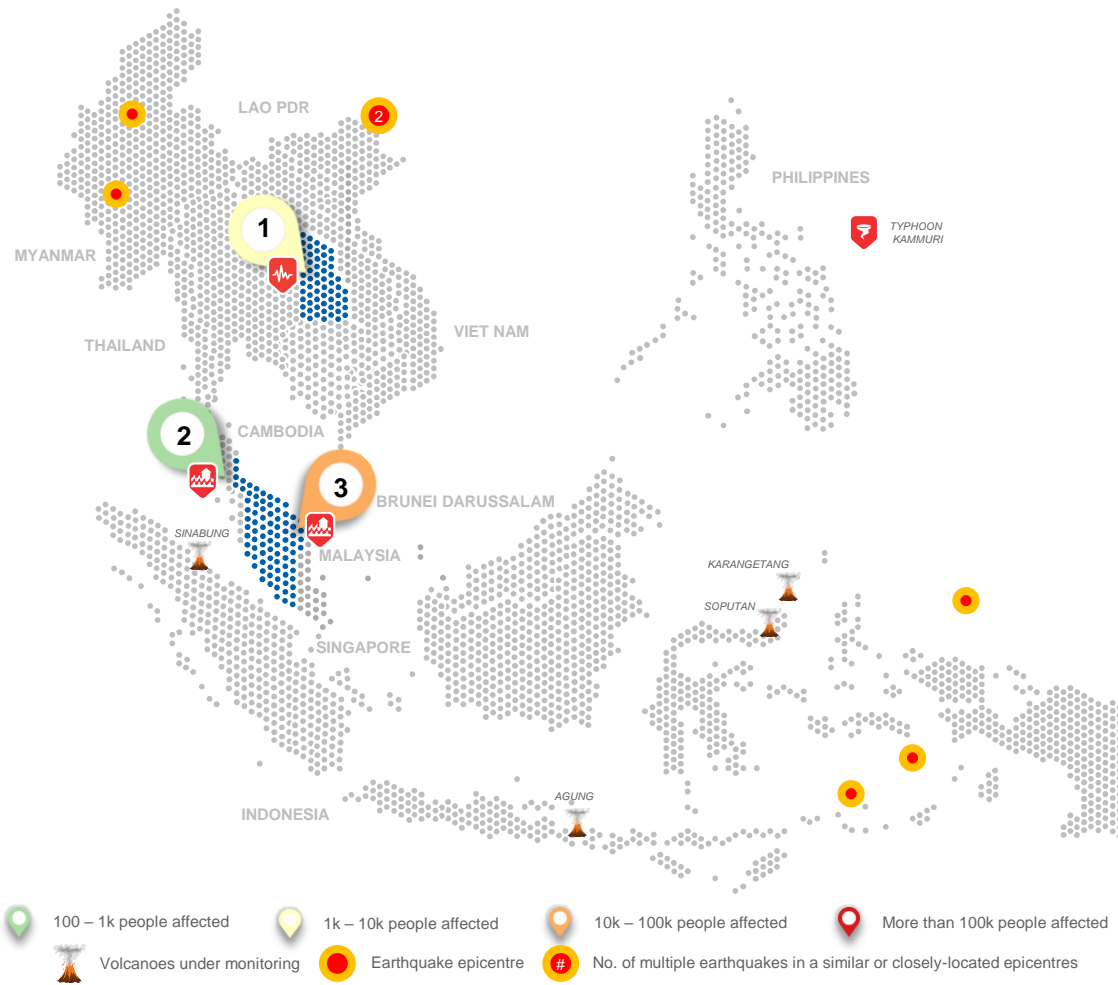 LAO PDR
2
PHILIPPINES
1
TYPHOON
KAMMURI
MYANMAR
VIET NAM
THAILAND
2
CAMBODIA
3
BRUNEI DARUSSALAM
SINABUNG
MALAYSIA
KARANGETANG
SOPUTAN
SINGAPORE
AGUNG
INDONESIA
100 – 1k people affected
1k – 10k people affected
10k – 100k people affected
More than 100k people affected
Volcanoes under monitoring
Earthquake epicentre
#
No. of multiple earthquakes in a similar or closely-located epicentres